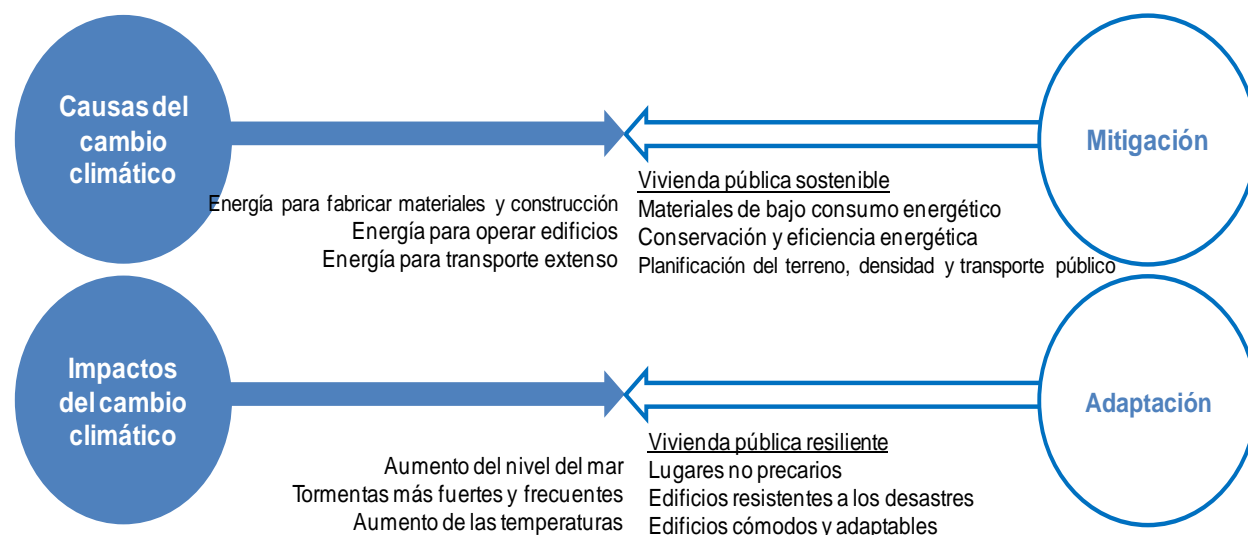 Causas del
cambio
climático
Mitigación
Energía para fabricar materiales y construcción
Energía para operar edificios
Energía para transporte extenso
Vivienda pública sostenible
Materiales de bajo consumo energético
Conservación y eficiencia energética
Planificación del terreno, densidad y transporte público
Impactos
del cambio
climático
Adaptación
Aumento del nivel del mar
Tormentas más fuertes y frecuentes
Aumento de las temperaturas
Vivienda pública resiliente
Lugares no precarios
Edificios resistentes a los desastres
Edificios cómodos y adaptables